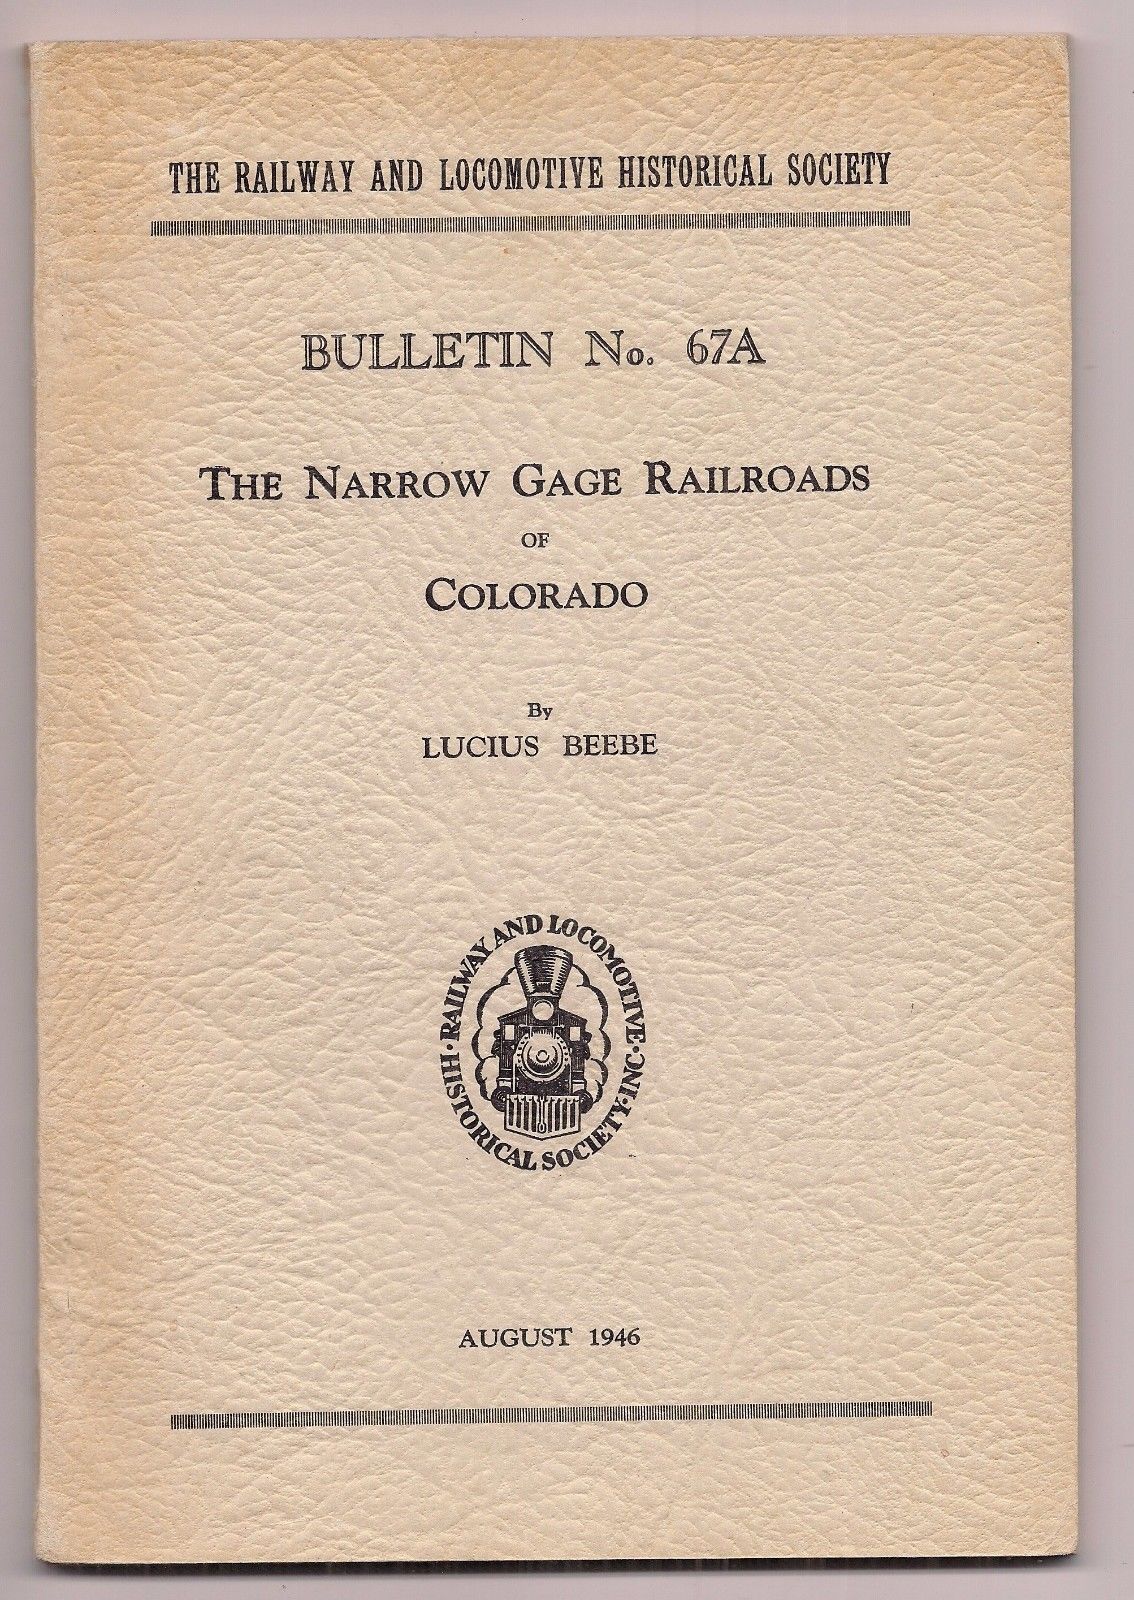 THE RAILWAY AND LOCOMOTIVE HISTORICAL SOCIETY
BULLETIN No. 67A
THE NARROW GAGE RAILROADS
OF
COLORADO
By
LUCIUS BEEBE
RAILWAY AND LOCOMOTIVE
HISTORICAL SOCIETY·INC·
AUGUST 1946